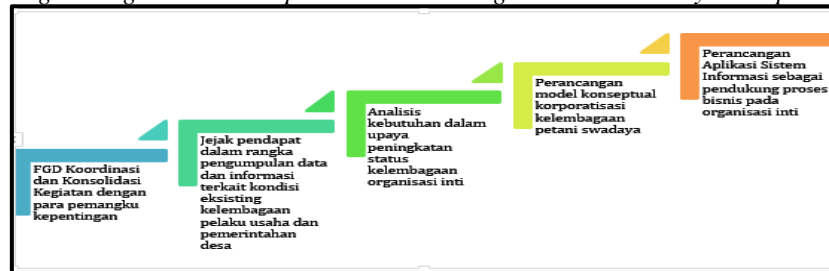 FGD Koordinasi
dan Konsolidasi
Kegiatan dengan
para pemangku
kepentingan
Jejak pendapat
dalam rangka
pengumpulan data
dan informasi
terkait kondisi
eksisting
kelembagaan
pelaku usaha dan
pemerintahan
desa
Analisis
kebutuhan dalam
upaya
peningkatan
status
kelembagaan
organisasi inti
Perancangan
model konseptual
korporatisasi
kelembagaan
petani swadaya
Perancangan
Aplikasi Sistem
Informasi sebagai
pendukung proses
bisnis pada
organisasi inti